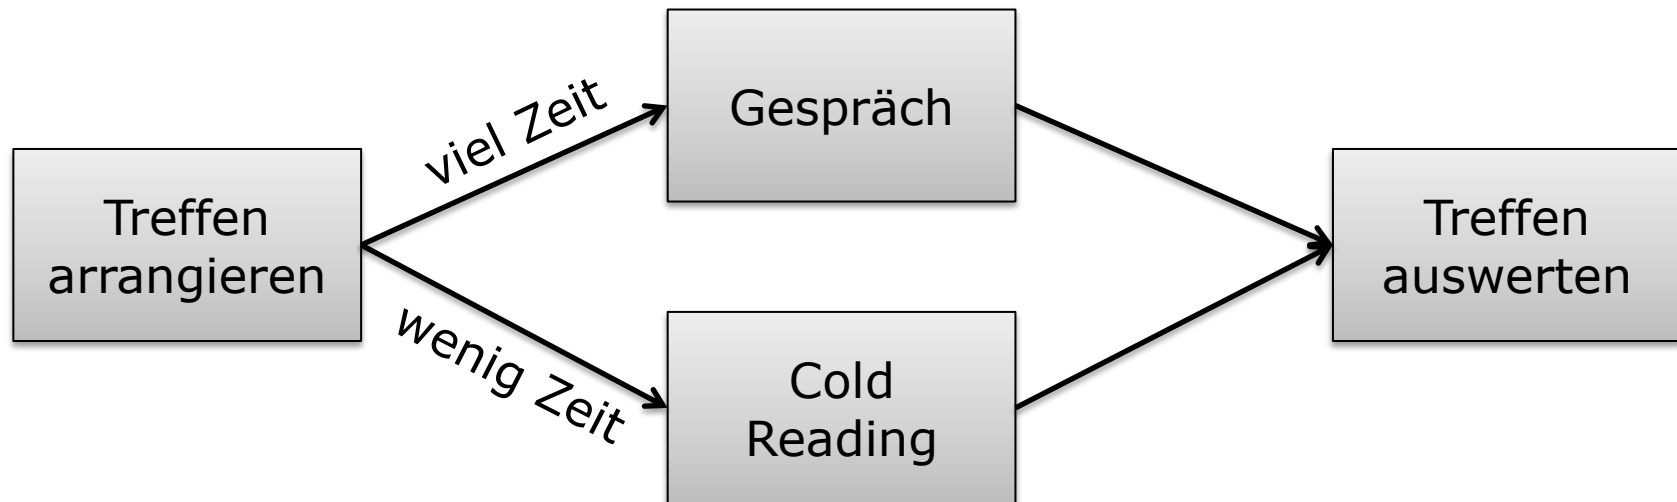 Treffen
arrangieren
viel Zeit
wenig Zeit
Gespräch
Cold
Reading
Treffen
auswerten